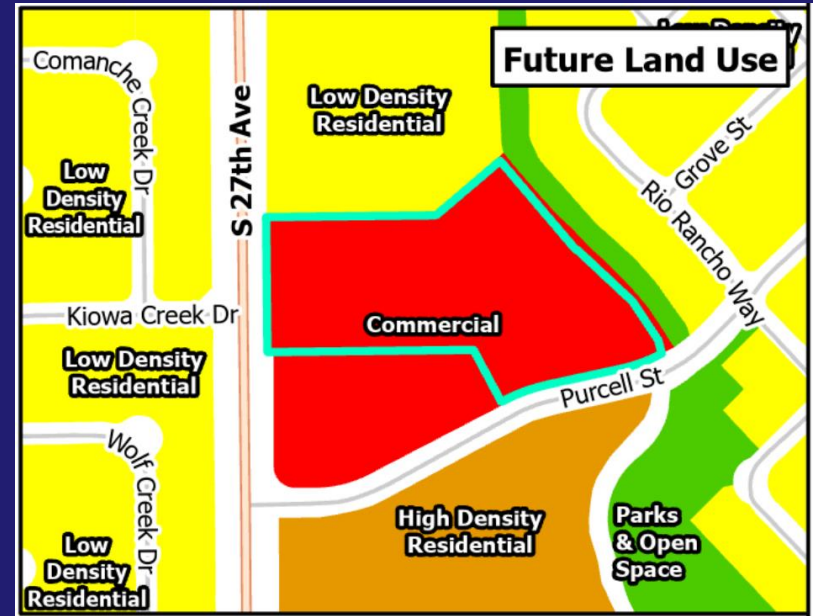 Future Land Use
Low Density
Comanche Creek Dr
Low Density
Residential
S 27th Ave
Grove St
Low
Density
Residential
Rio Rancho Way
Kiowa Creek Dr
Commercial
Low Density
Residential
Purcell St
Wolf Creek Dr
High Density
Residential
Parks
& Open
Space
Low
Density
Residential